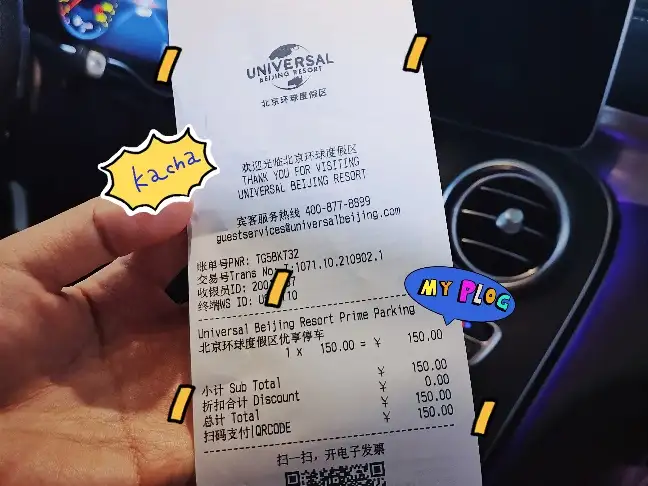 UNIVERSAL
BEIJING RESORT
北京环球度假区
欢迎光临北京环球度假区
THANK YOU FOR VISITING
UNIVERSAL BEIJING RESORT
kacha
宾客服务热线 400-877-8899
guestservices@universalbeijing.com
账单号PNR: TG5BKT32
交易号Trans No: 1071.10.210902.1
收银员ID:
终端WS ID:
MY PLOG
Universal Beijing Resort Prime Parking
北京环球度假区优享停车
1 x 150.00 = ¥ 150.00
小计 Sub Total ¥ 150.00
折扣合计 Discount ¥ 0.00
总计 Total ¥ 150.00
扫码支付|QRCODE ¥ 150.00
扫一扫，开电子发票